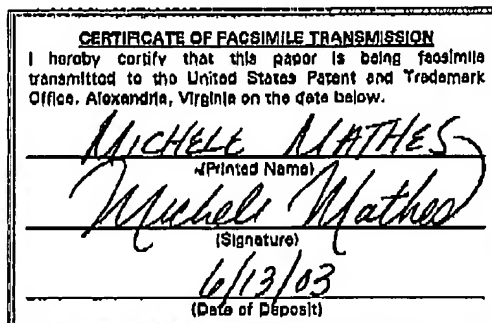 CERTIFICATE OF FACSIMILE TRANSMISSION
I hereby certify that this paper is being facsimile
transmitted to the United States Patent and Trademark
Office, Alexandria, Virginia on the date below.
MICHELE MATHES
(Printed Name)
Michele Mathes
(Signature)
6/13/03
(Date of Deposit)